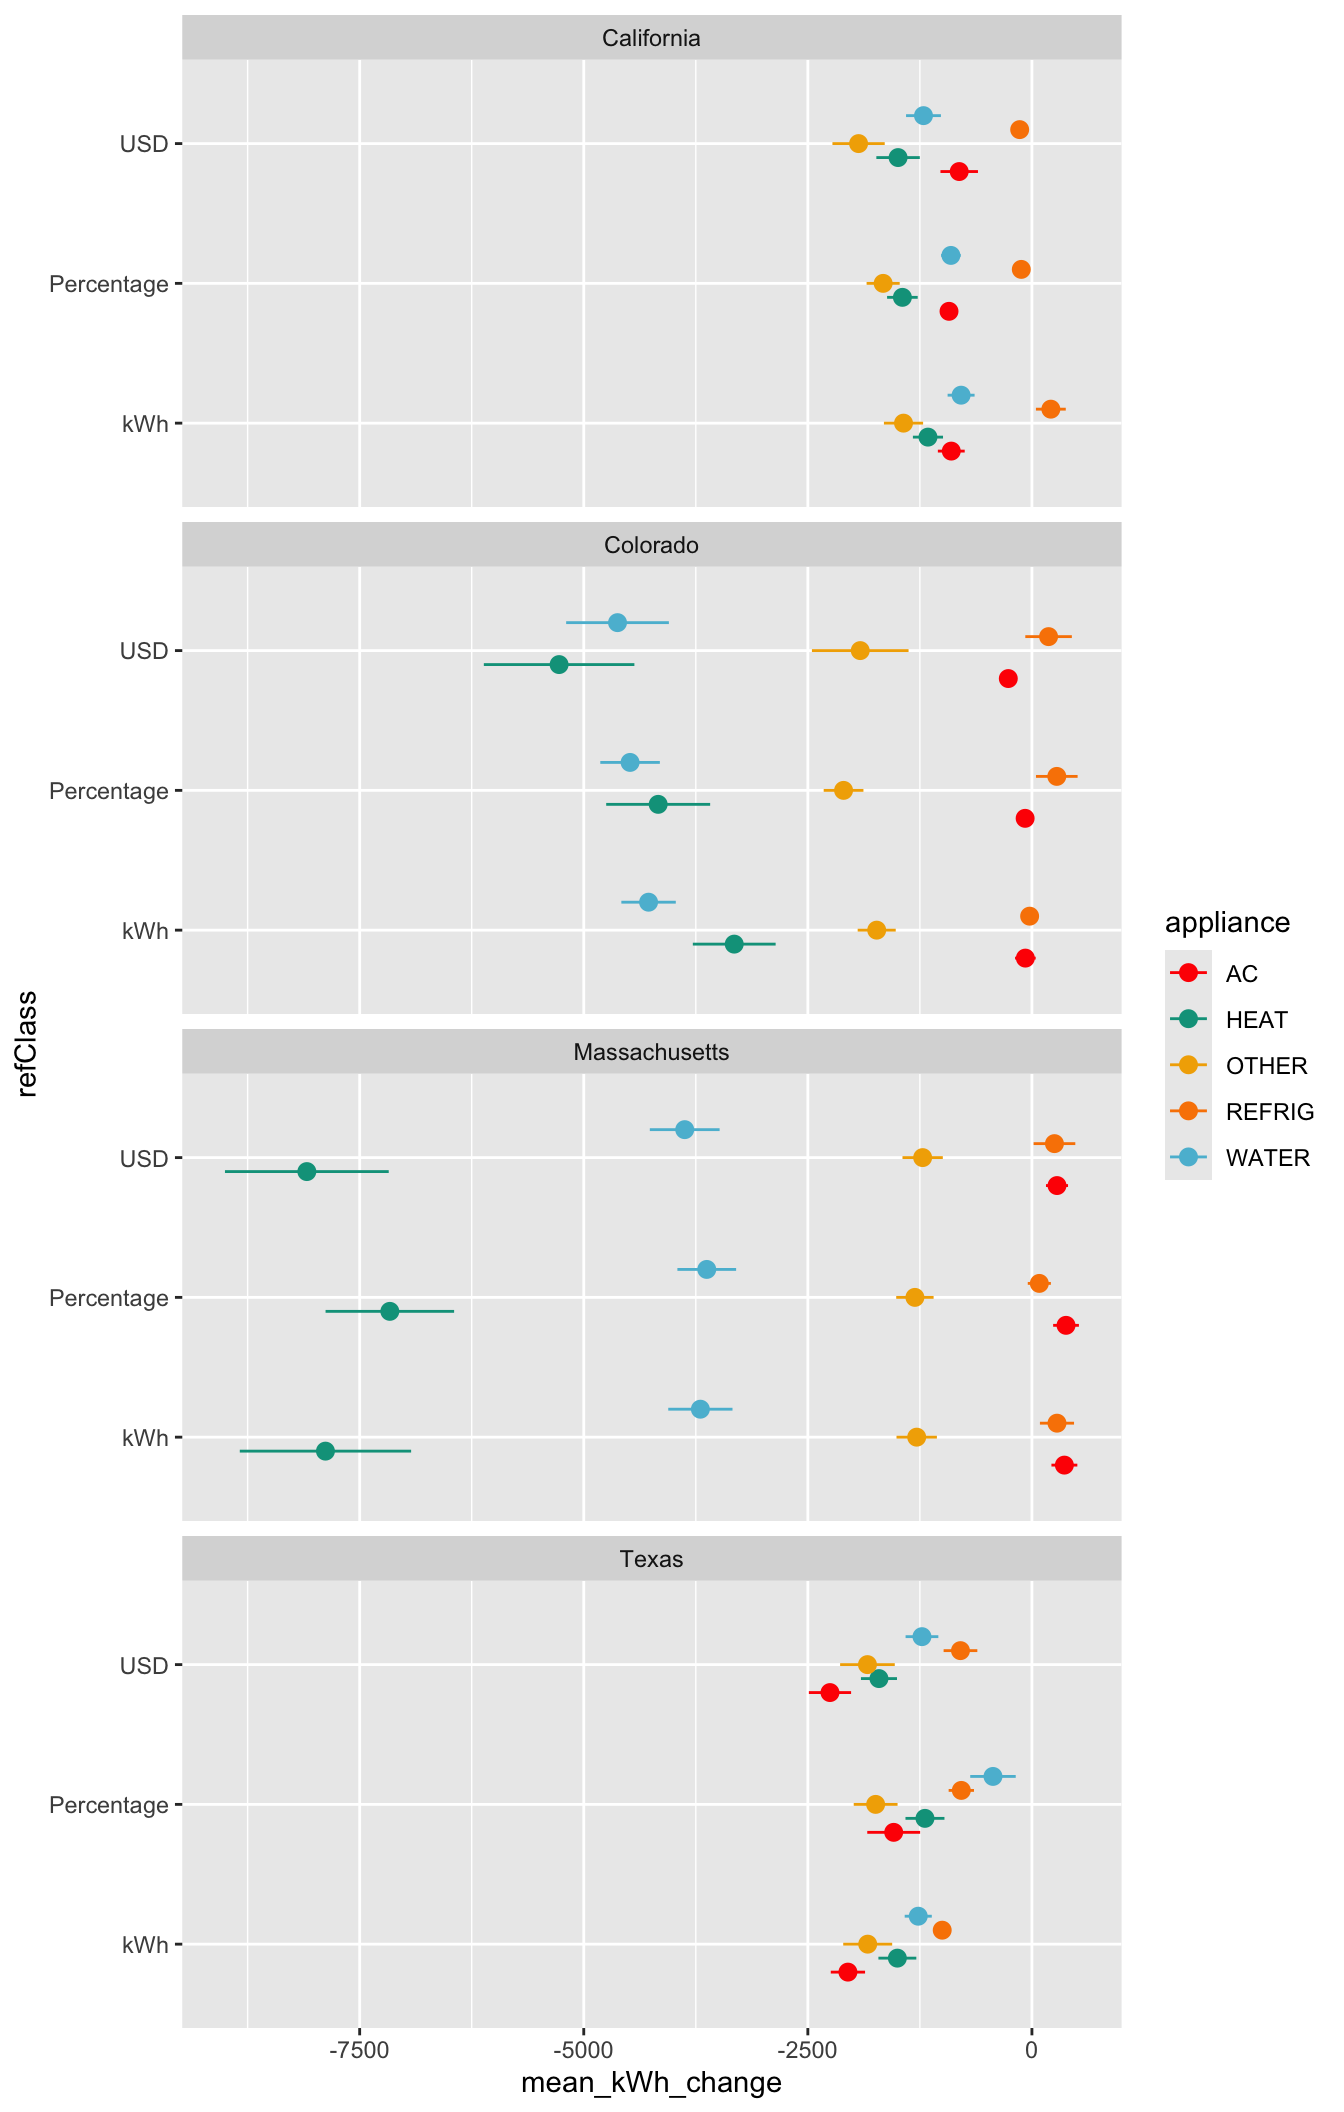 California
USD
Percentage
kWh
Colorado
USD
Percentage
kWh
Massachusetts
USD
Percentage
kWh
Texas
USD
Percentage
kWh
-7500 -5000 -2500 0
mean_kWh_change
refClass
appliance
AC
HEAT
OTHER
REFRIG
WATER